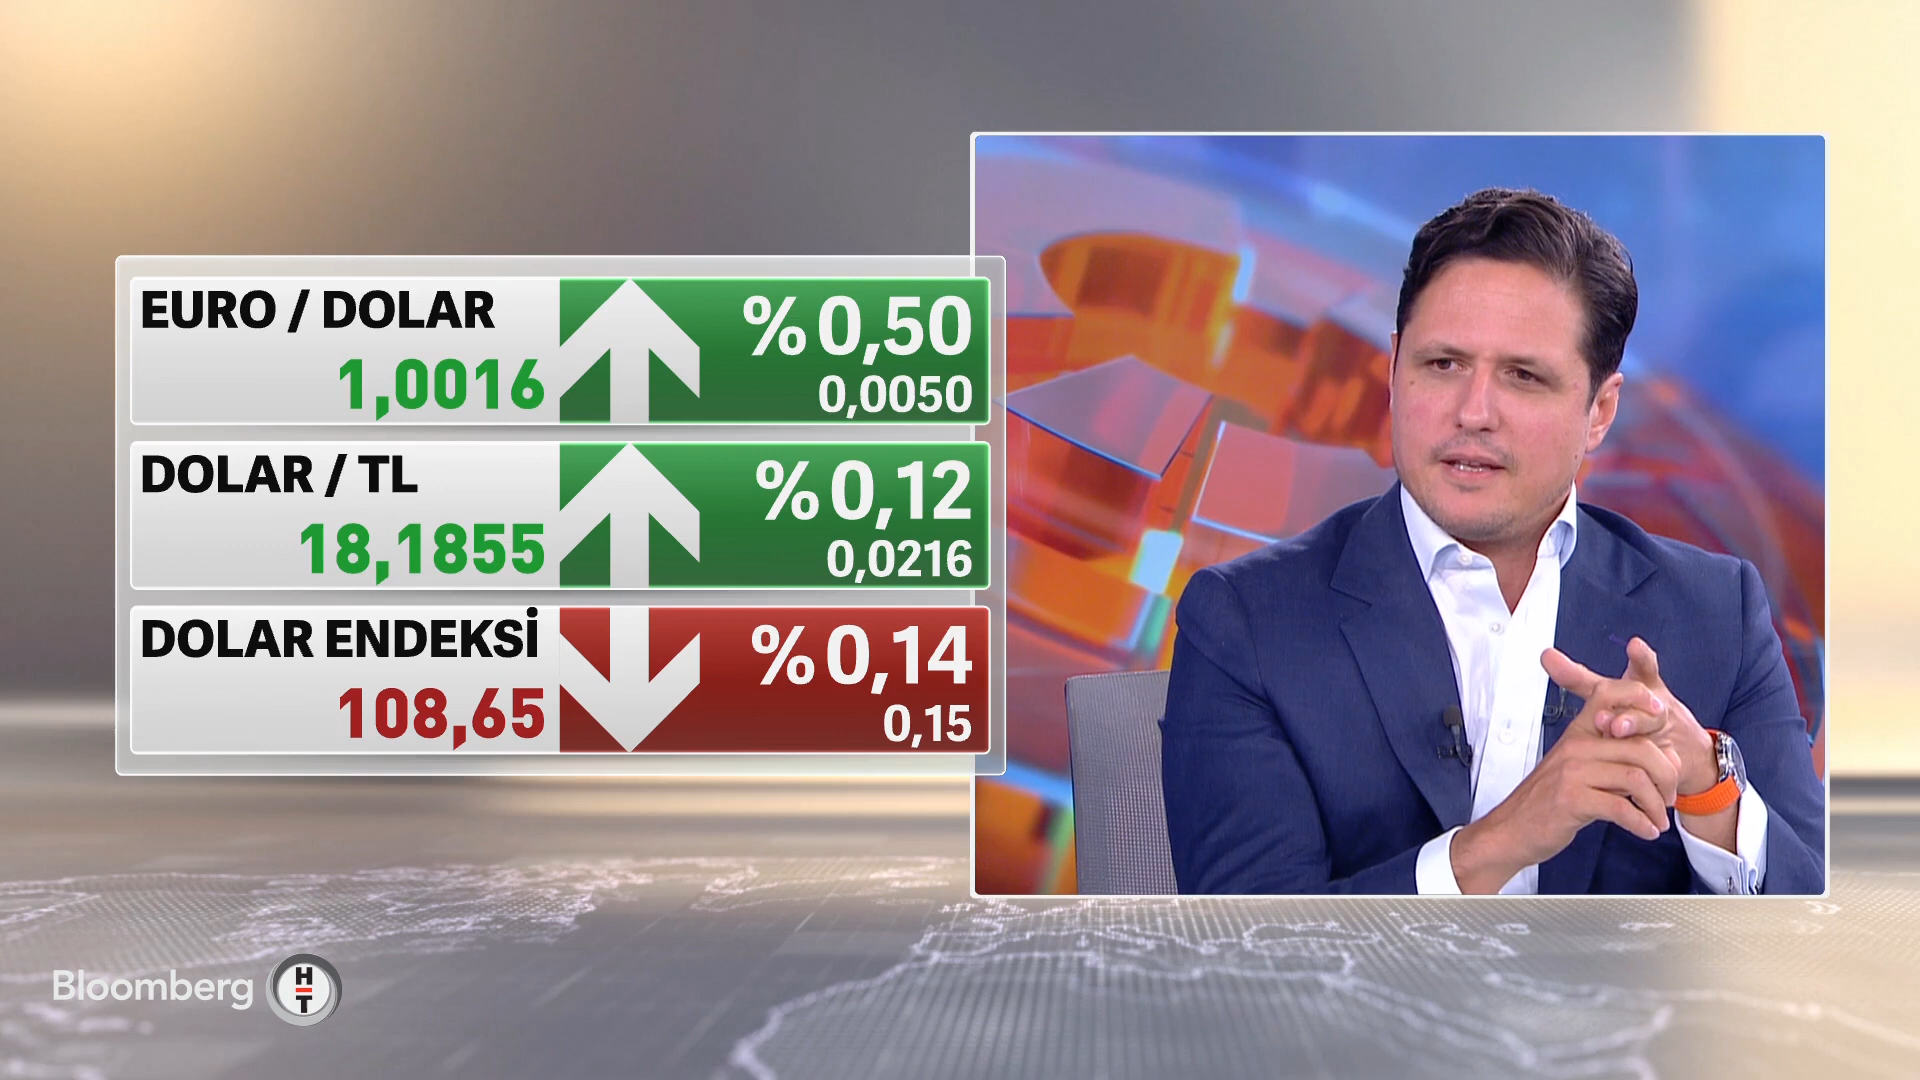 EURO / DOLAR
1,0016
% 0,50
0,0050
DOLAR / TL
18,1855
% 0,12
0,0216
DOLAR ENDEKSİ
108,65
% 0,14
0,15
Bloomberg HT